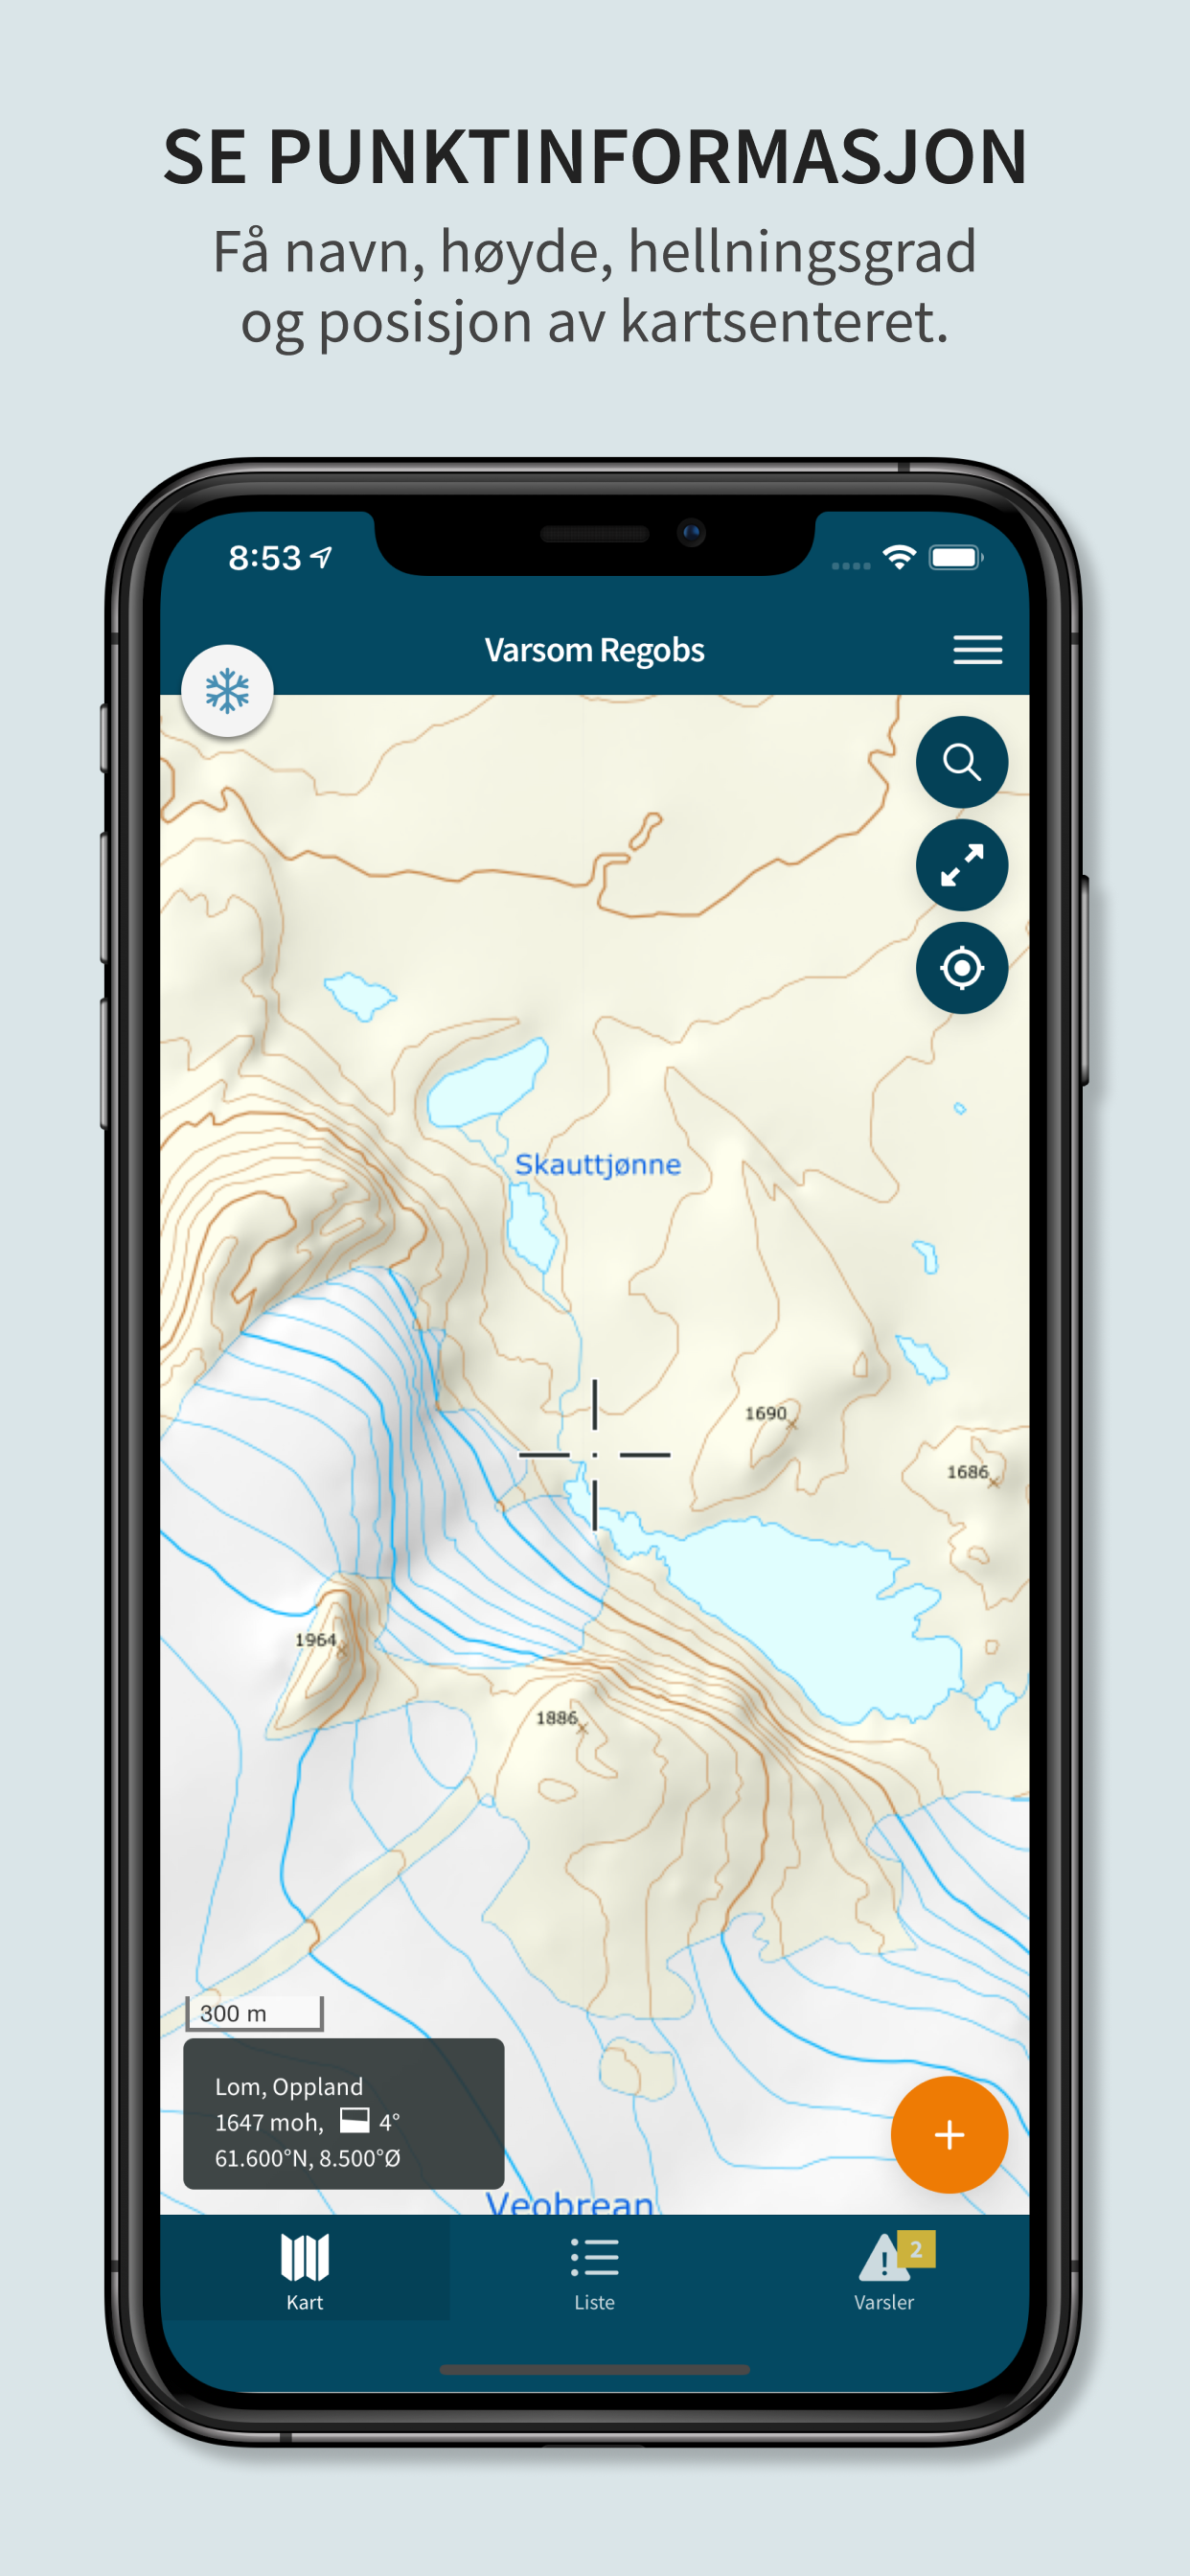 SE PUNKTINFORMASJON
Få navn, høyde, hellningsgrad
og posisjon av kartsenteret.
8:53
Varsom Regobs
Skauttjønne
1690
1686
1964
1886
300 m
Lom, Oppland
1647 moh, 4°
61.600°N, 8.500°Ø
Veobrean
Kart
Liste
2
Varsler